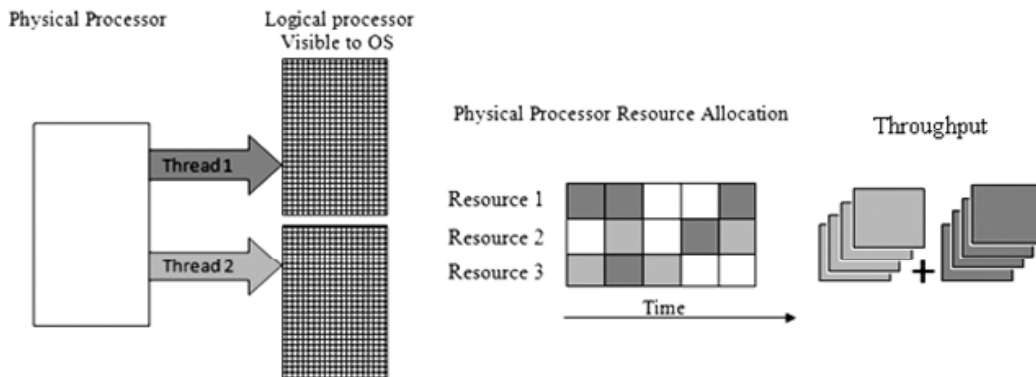 Physical Processor
Logical processor
Visible to OS
Thread 1
Thread 2
Physical Processor Resource Allocation
Resource 1
Resource 2
Resource 3
Time
Throughput
+